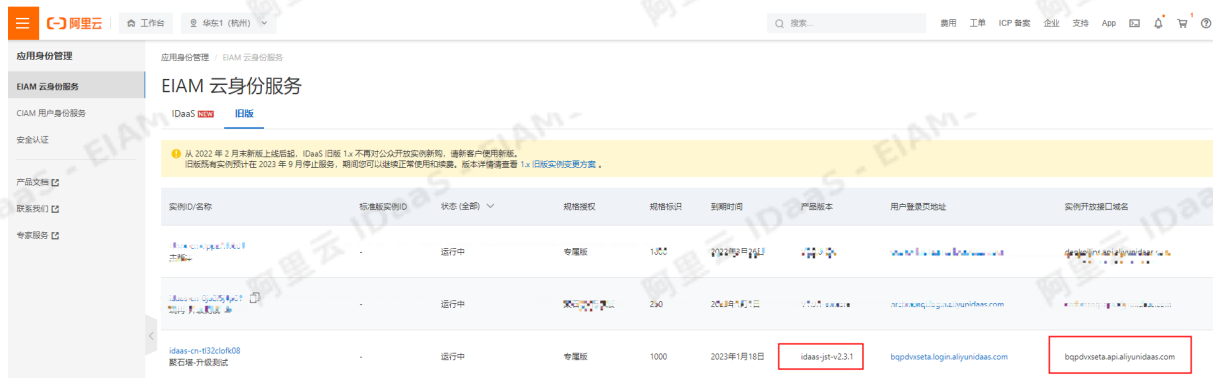 阿里云 工作台 华东1 (杭州) 搜索... 费用 工单 ICP 备案 企业 支持 App 1
应用身份管理
应用身份管理 / EIAM 云身份服务
EIAM 云身份服务
EIAM 云身份服务
CIAM 用户身份服务
IDaaS NEW 旧版
安全认证
从 2022 年 2 月末新版上线后起，IDaaS 旧版 1.x 不再对公众开放实例新购，请新客户使用新版。
旧版既有实例预计在 2023 年 9 月停止服务，期间您可以继续正常使用和续费。版本详情请查看 1.x 旧版实例变更方案 。
产品文档
联系我们
专家服务
实例ID/名称 标准版实例ID 状态 (全部) 规格授权 规格标识 到期时间 产品版本 用户登录页地址 实例开放接口域名
- 运行中 专属版
- 运行中
idaas-cn-tl32clofk08 - 运行中 专属版 1000 2023年1月18日 idaas-jst-v2.3.1 bqpdvxseta.login.aliyunidaas.com bqpdvxseta.api.aliyunidaas.com
聚石塔-升级测试